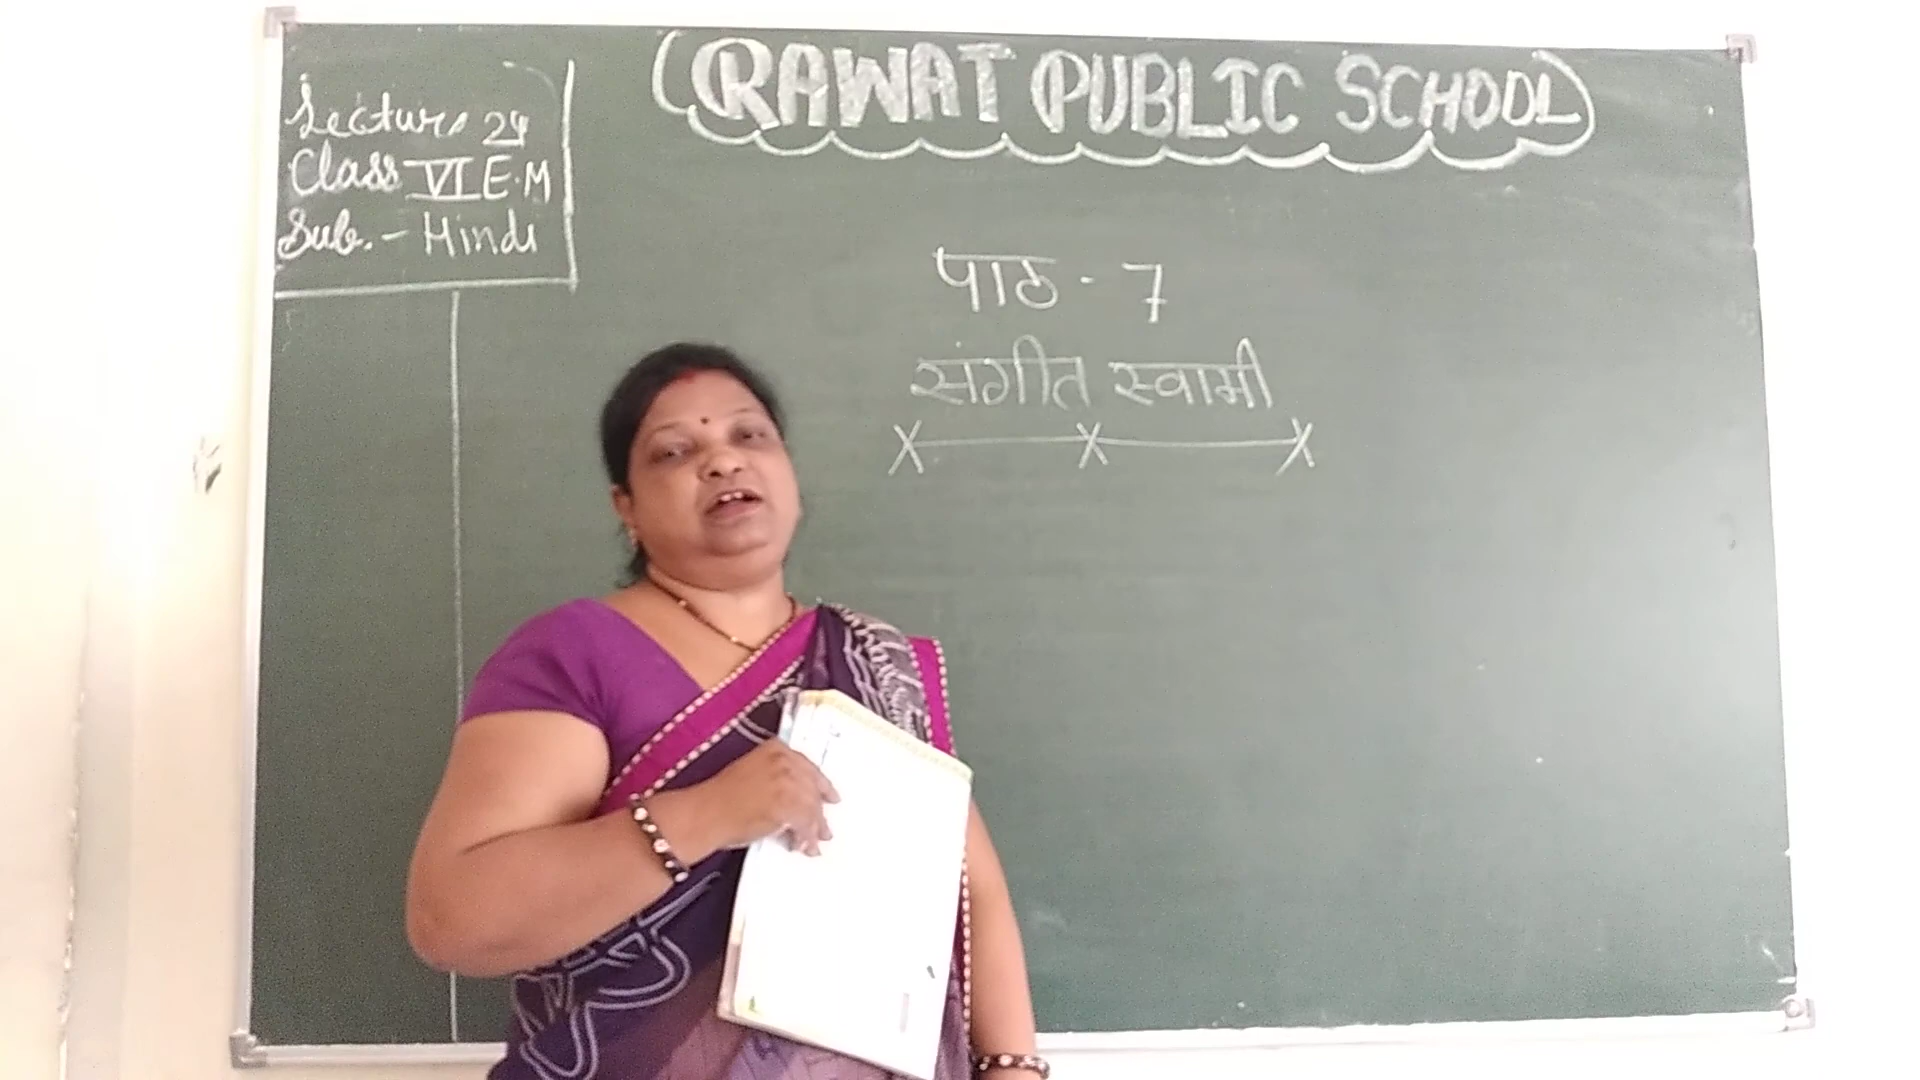 RAWAT PUBLIC SCHOOL
Lecture 24
Class VI E.M
Sub. - Hindi
पाठ - 7
संगीत स्वामी